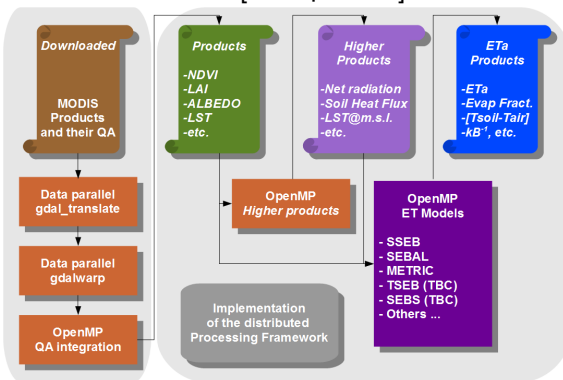 Downloaded
MODIS
Products
and their QA
Data parallel
gdal_translate
Data parallel
gdalwarp
OpenMP
QA integration
Products
-NDVI
-LAI
-ALBEDO
-LST
-etc.
Higher
Products
-Net radiation
-Soil Heat Flux
-LST@m.s.l.
-etc.
ETa
Products
-ETa
-Evap Fract.
-[Tsoil-Tair]
-kB⁻¹, etc.
OpenMP
Higher products
OpenMP
ET Models
- SSEB
- SEBAL
- METRIC
- TSEB (TBC)
- SEBS (TBC)
- Others ...
Implementation
of the distributed
Processing Framework